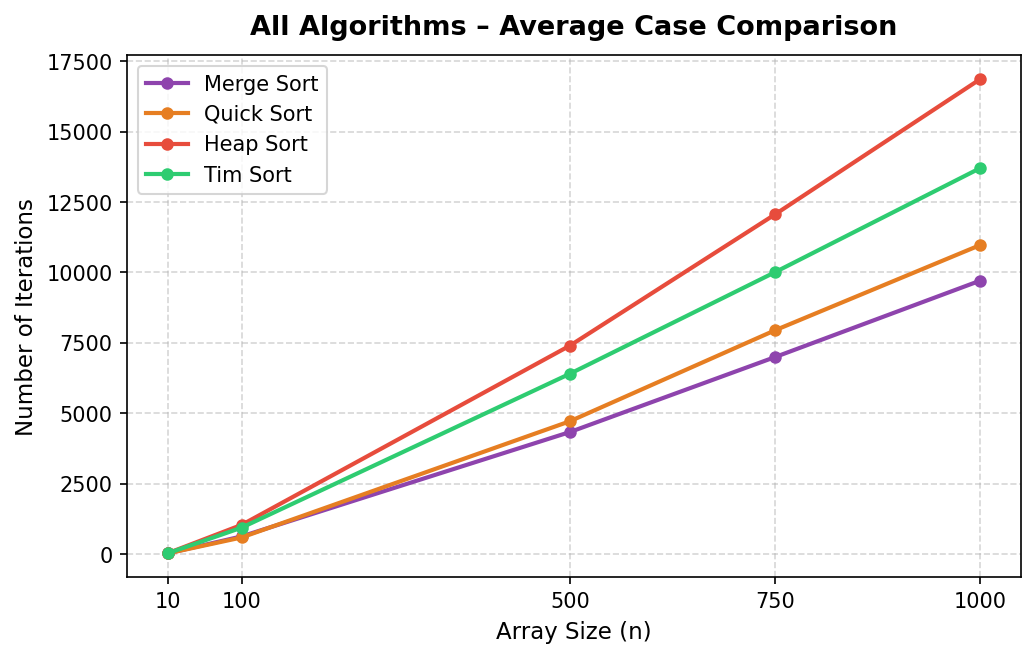 All Algorithms – Average Case Comparison
17500
15000
12500
10000
7500
5000
2500
0
Number of Iterations
Merge Sort
Quick Sort
Heap Sort
Tim Sort
10 100 500 750 1000
Array Size (n)